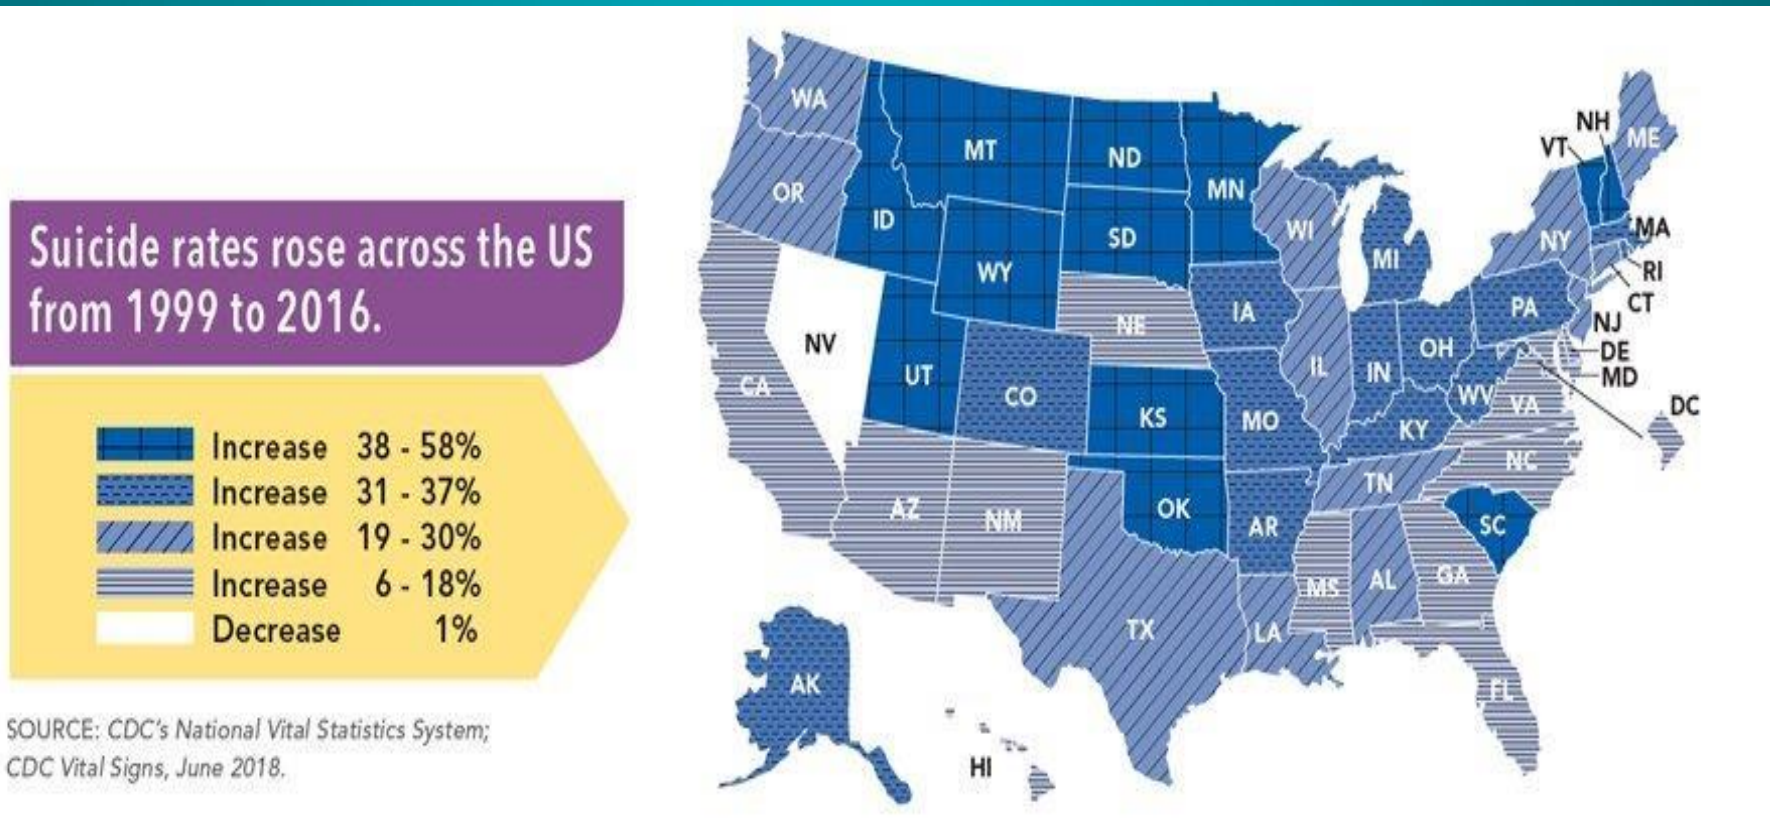 Suicide rates rose across the US
from 1999 to 2016.
Increase 38 - 58%
Increase 31 - 37%
Increase 19 - 30%
Increase 6 - 18%
Decrease 1%
SOURCE: CDC's National Vital Statistics System;
CDC Vital Signs, June 2018.
WA
MT
ND
MN
OR
ID
SD
WY
WI
MI
NY
VT
NH
ME
MA
RI
CT
NJ
DE
MD
DC
NV
CA
UT
CO
NE
KS
IA
MO
IL
IN
OH
PA
WV
VA
KY
NC
TN
SC
AZ
NM
OK
AR
TX
LA
MS
AL
GA
FL
AK
HI